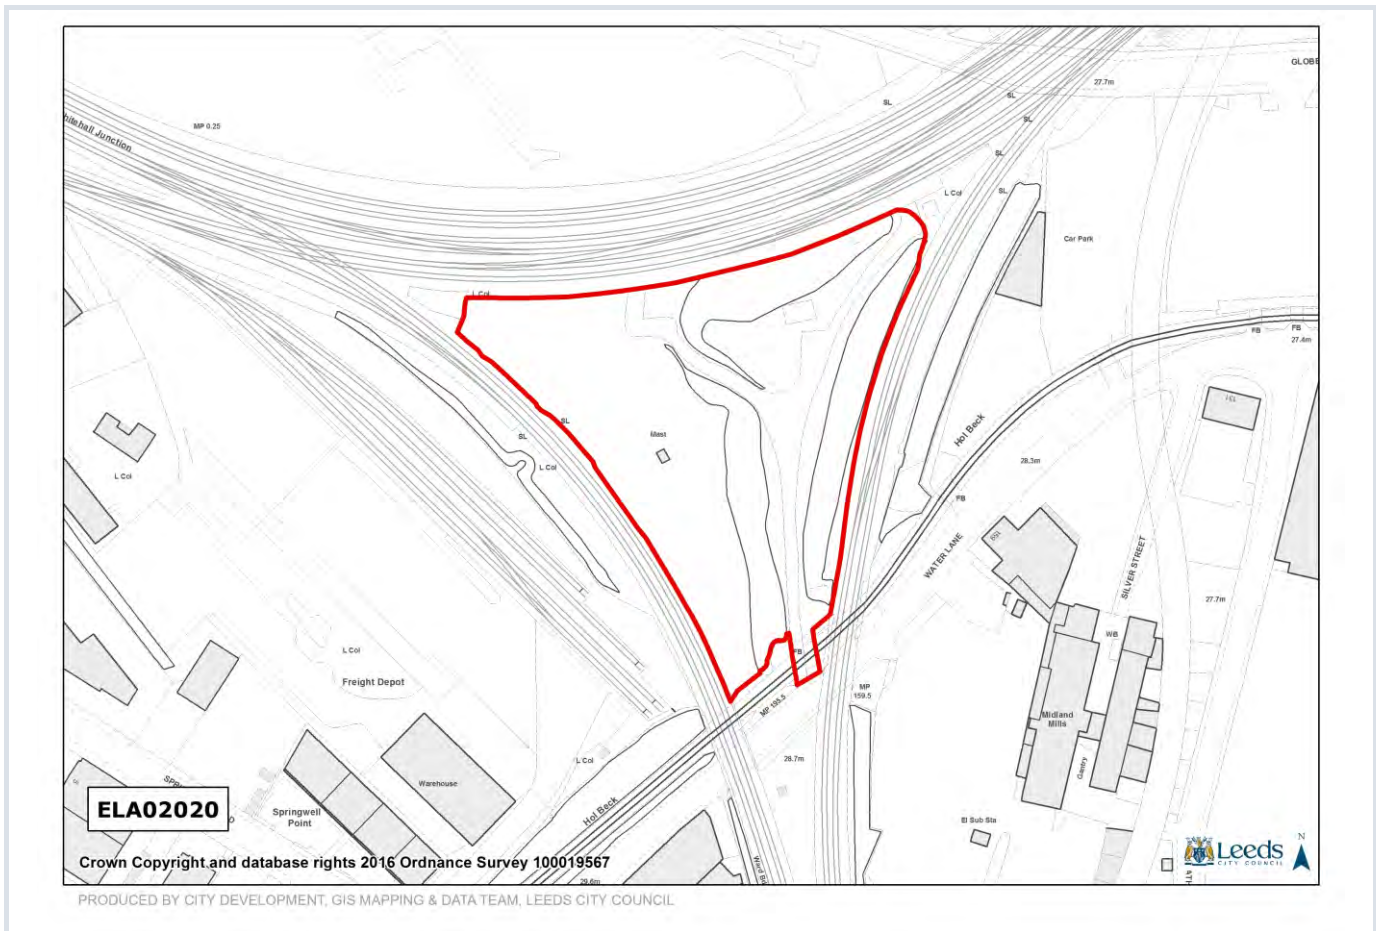 GLOBE
27.7m
SL
SL
SL
MP 0.25
hitehall Junction
SL
L Col
SL
Car Park
L Col
FB
FB
27.4m
Hol Beck
SL
SL
Mast
L Col
L Col
28.3m
FB
WATER LANE
SILVER STREET
27.7m
WB
L Col
FB
Freight Depot
MP
159.5
MP 195.5
Midland
Mills
Gantry
28.7m
L Col
Warehouse
Springwell
Point
Hol Beck
El Sub Sta
ELA02020
Leeds
CITY COUNCIL
N
Crown Copyright and database rights 2016 Ordnance Survey 100019567
29.6m
PRODUCED BY CITY DEVELOPMENT, GIS MAPPING & DATA TEAM, LEEDS CITY COUNCIL